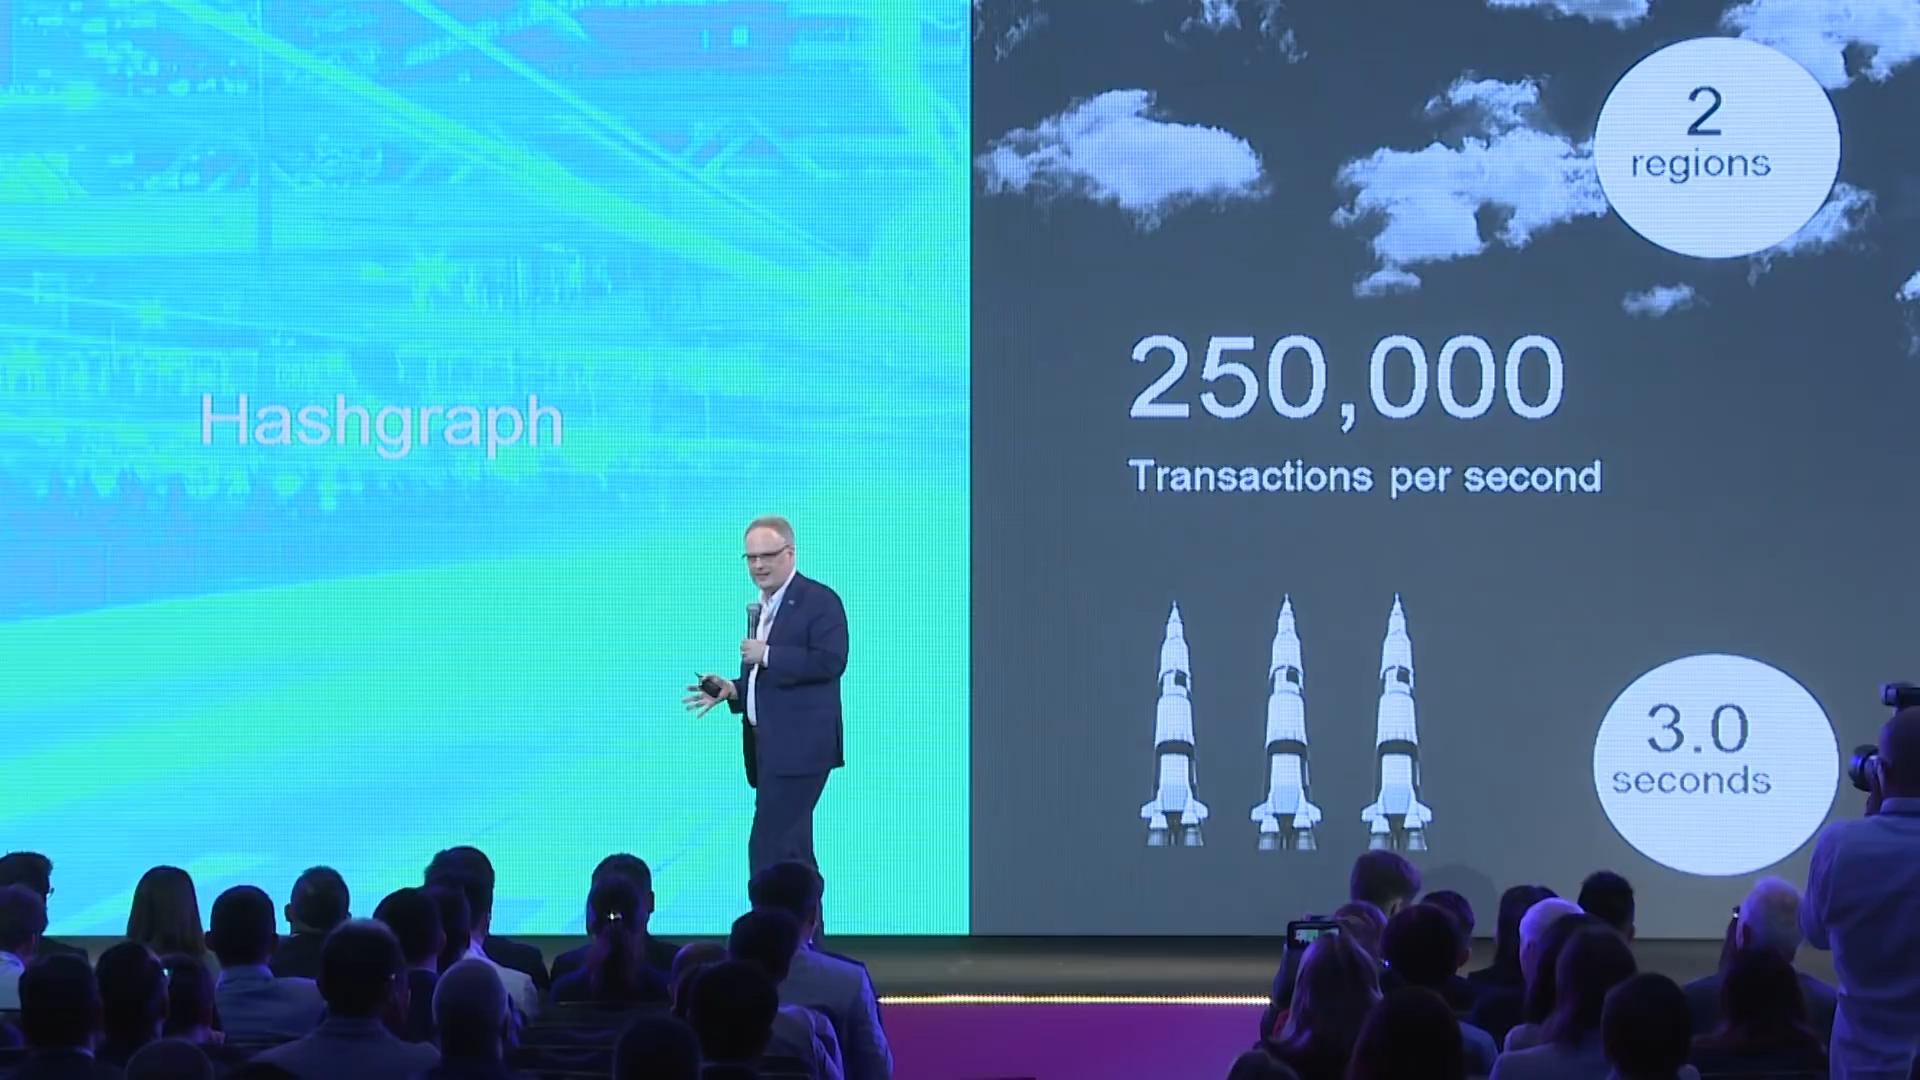 Hashgraph
2
regions
250,000
Transactions per second
3.0
seconds